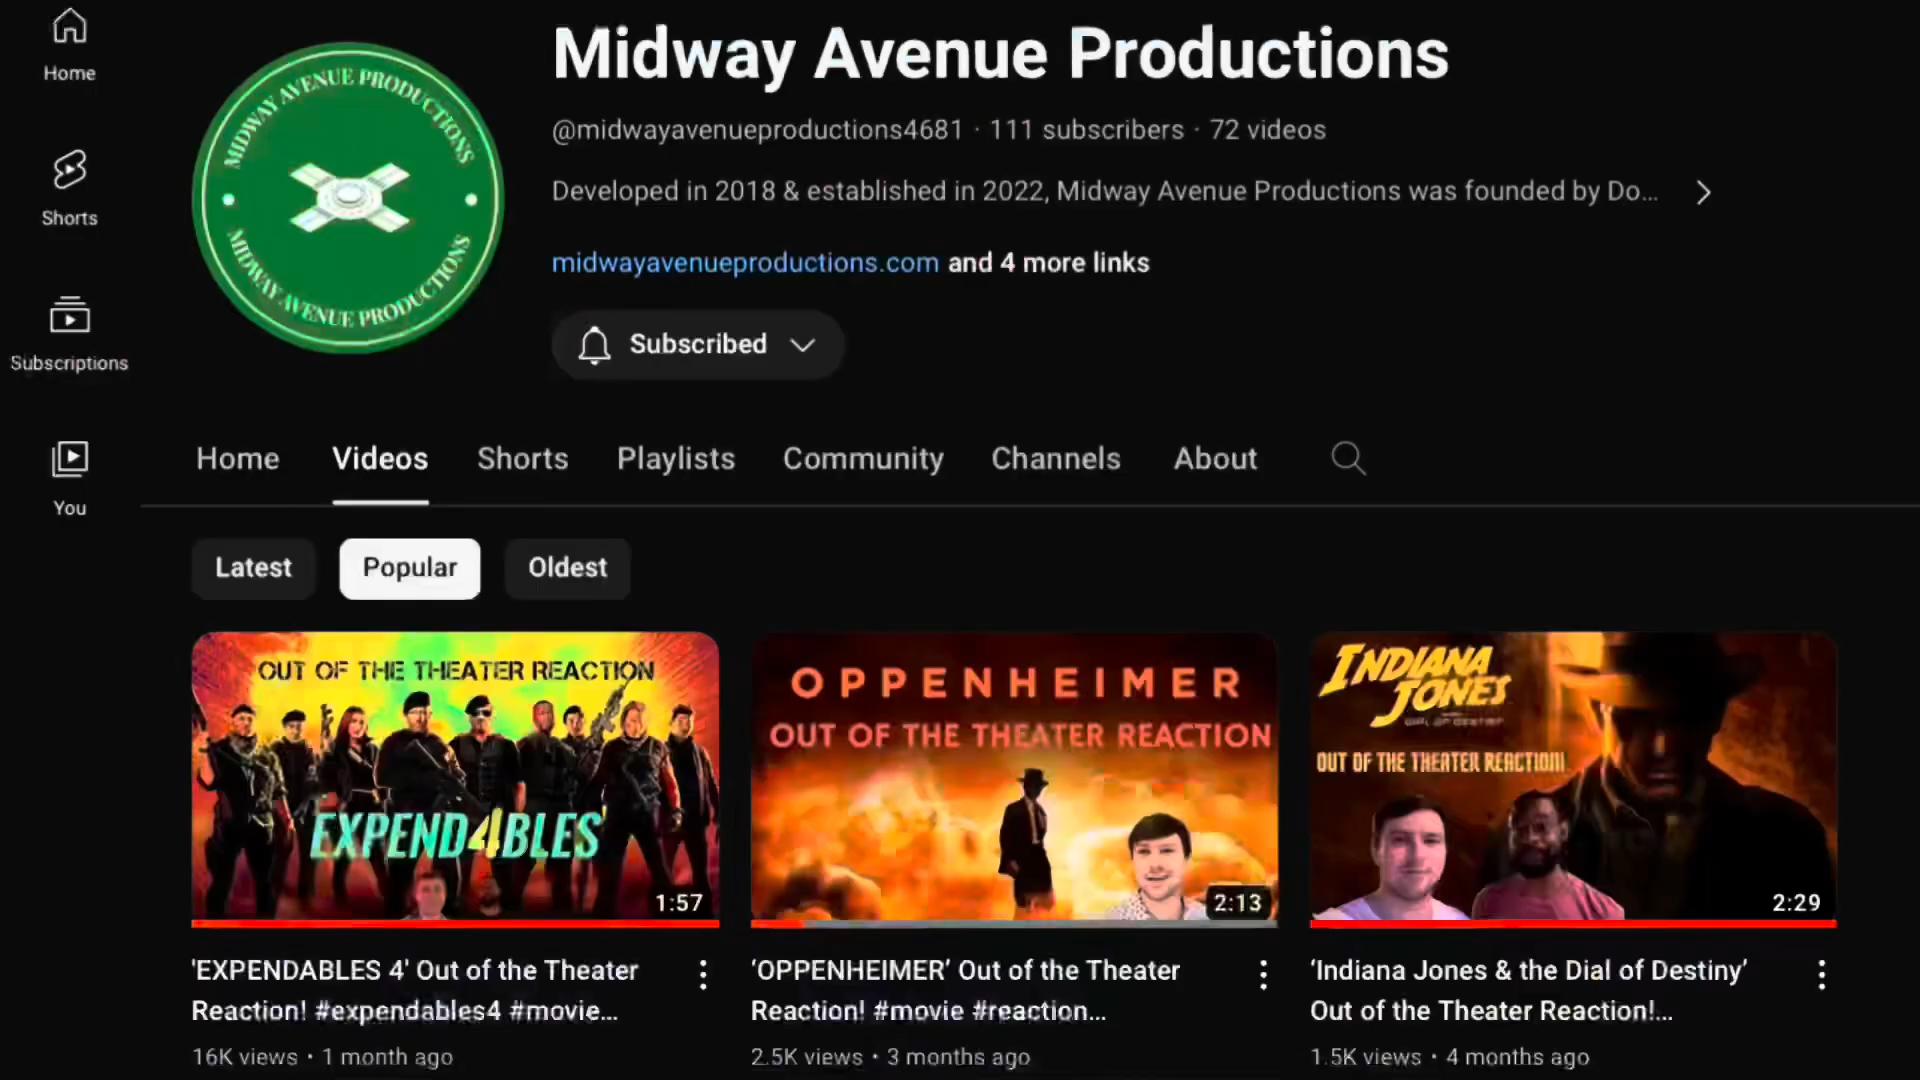 Home
Shorts
Subscriptions
You
MIDWAY AVENUE PRODUCTIONS
MIDWAY AVENUE PRODUCTIONS
Midway Avenue Productions
@midwayavenueproductions4681 · 111 subscribers · 72 videos
Developed in 2018 & established in 2022, Midway Avenue Productions was founded by Do...
midwayavenueproductions.com and 4 more links
Subscribed
Home Videos Shorts Playlists Community Channels About
Latest Popular Oldest
OUT OF THE THEATER REACTION
EXPEND4BLES
1:57
OPPENHEIMER
OUT OF THE THEATER REACTION
2:13
INDIANA
JONES
DIAL OF DESTINY
OUT OF THE THEATER REACTION!
2:29
'EXPENDABLES 4' Out of the Theater
Reaction! #expendables4 #movie...
16K views • 1 month ago
‘OPPENHEIMER’ Out of the Theater
Reaction! #movie #reaction...
2.5K views • 3 months ago
‘Indiana Jones & the Dial of Destiny’
Out of the Theater Reaction!...
1.5K views • 4 months ago